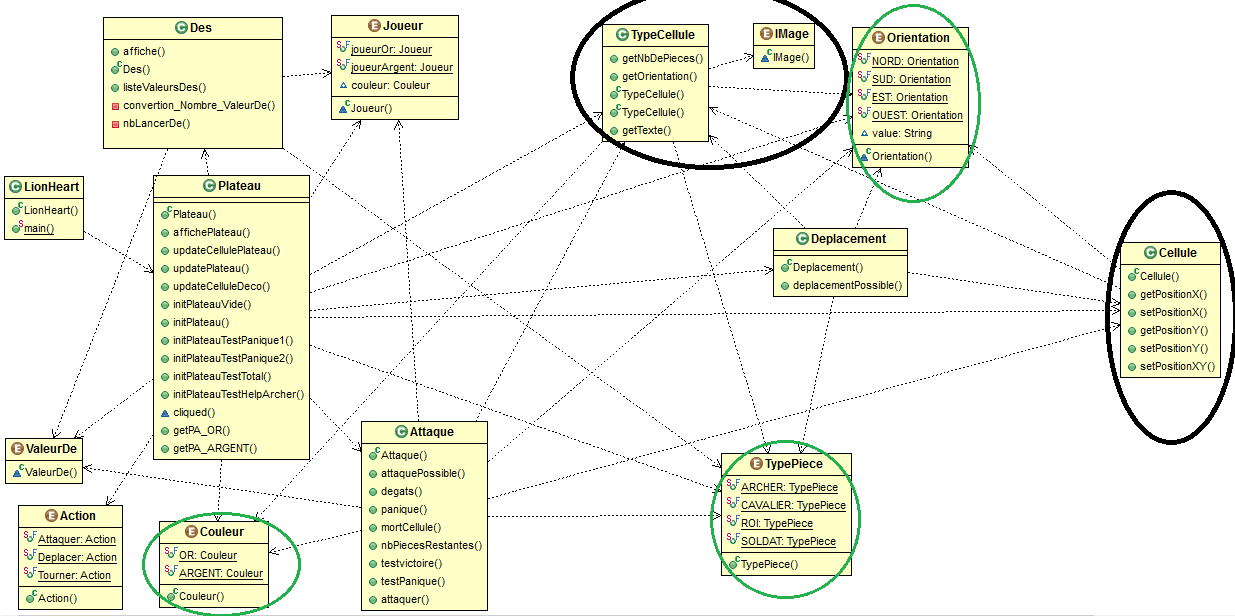 Des
affiche()
Des()
listeValeursDes()
convertion_Nombre_ValeurDe()
nbLancerDe()
Joueur
joueurOr: Joueur
joueurArgent: Joueur
couleur: Couleur
Joueur()
TypeCellule
getNbDePieces()
getOrientation()
TypeCellule()
TypeCellule()
getTexte()
IMage
IMage()
Orientation
NORD: Orientation
SUD: Orientation
EST: Orientation
OUEST: Orientation
value: String
Orientation()
LionHeart
LionHeart()
main()
Plateau
Plateau()
affichePlateau()
updateCellulePlateau()
updatePlateau()
updateCelluleDeco()
initPlateauVide()
initPlateau()
initPlateauTestPanique1()
initPlateauTestPanique2()
initPlateauTestTotal()
initPlateauTestHelpArcher()
cliqued()
getPA_OR()
getPA_ARGENT()
Deplacement
Deplacement()
deplacementPossible()
Cellule
Cellule()
getPositionX()
setPositionX()
getPositionY()
setPositionY()
setPositionXY()
ValeurDe
ValeurDe()
Attaque
Attaque()
attaquePossible()
degats()
panique()
mortCellule()
nbPiecesRestantes()
testvictoire()
testPanique()
attaquer()
TypePiece
ARCHER: TypePiece
CAVALIER: TypePiece
ROI: TypePiece
SOLDAT: TypePiece
TypePiece()
Action
Attaquer: Action
Deplacer: Action
Tourner: Action
Action()
Couleur
OR: Couleur
ARGENT: Couleur
Couleur()